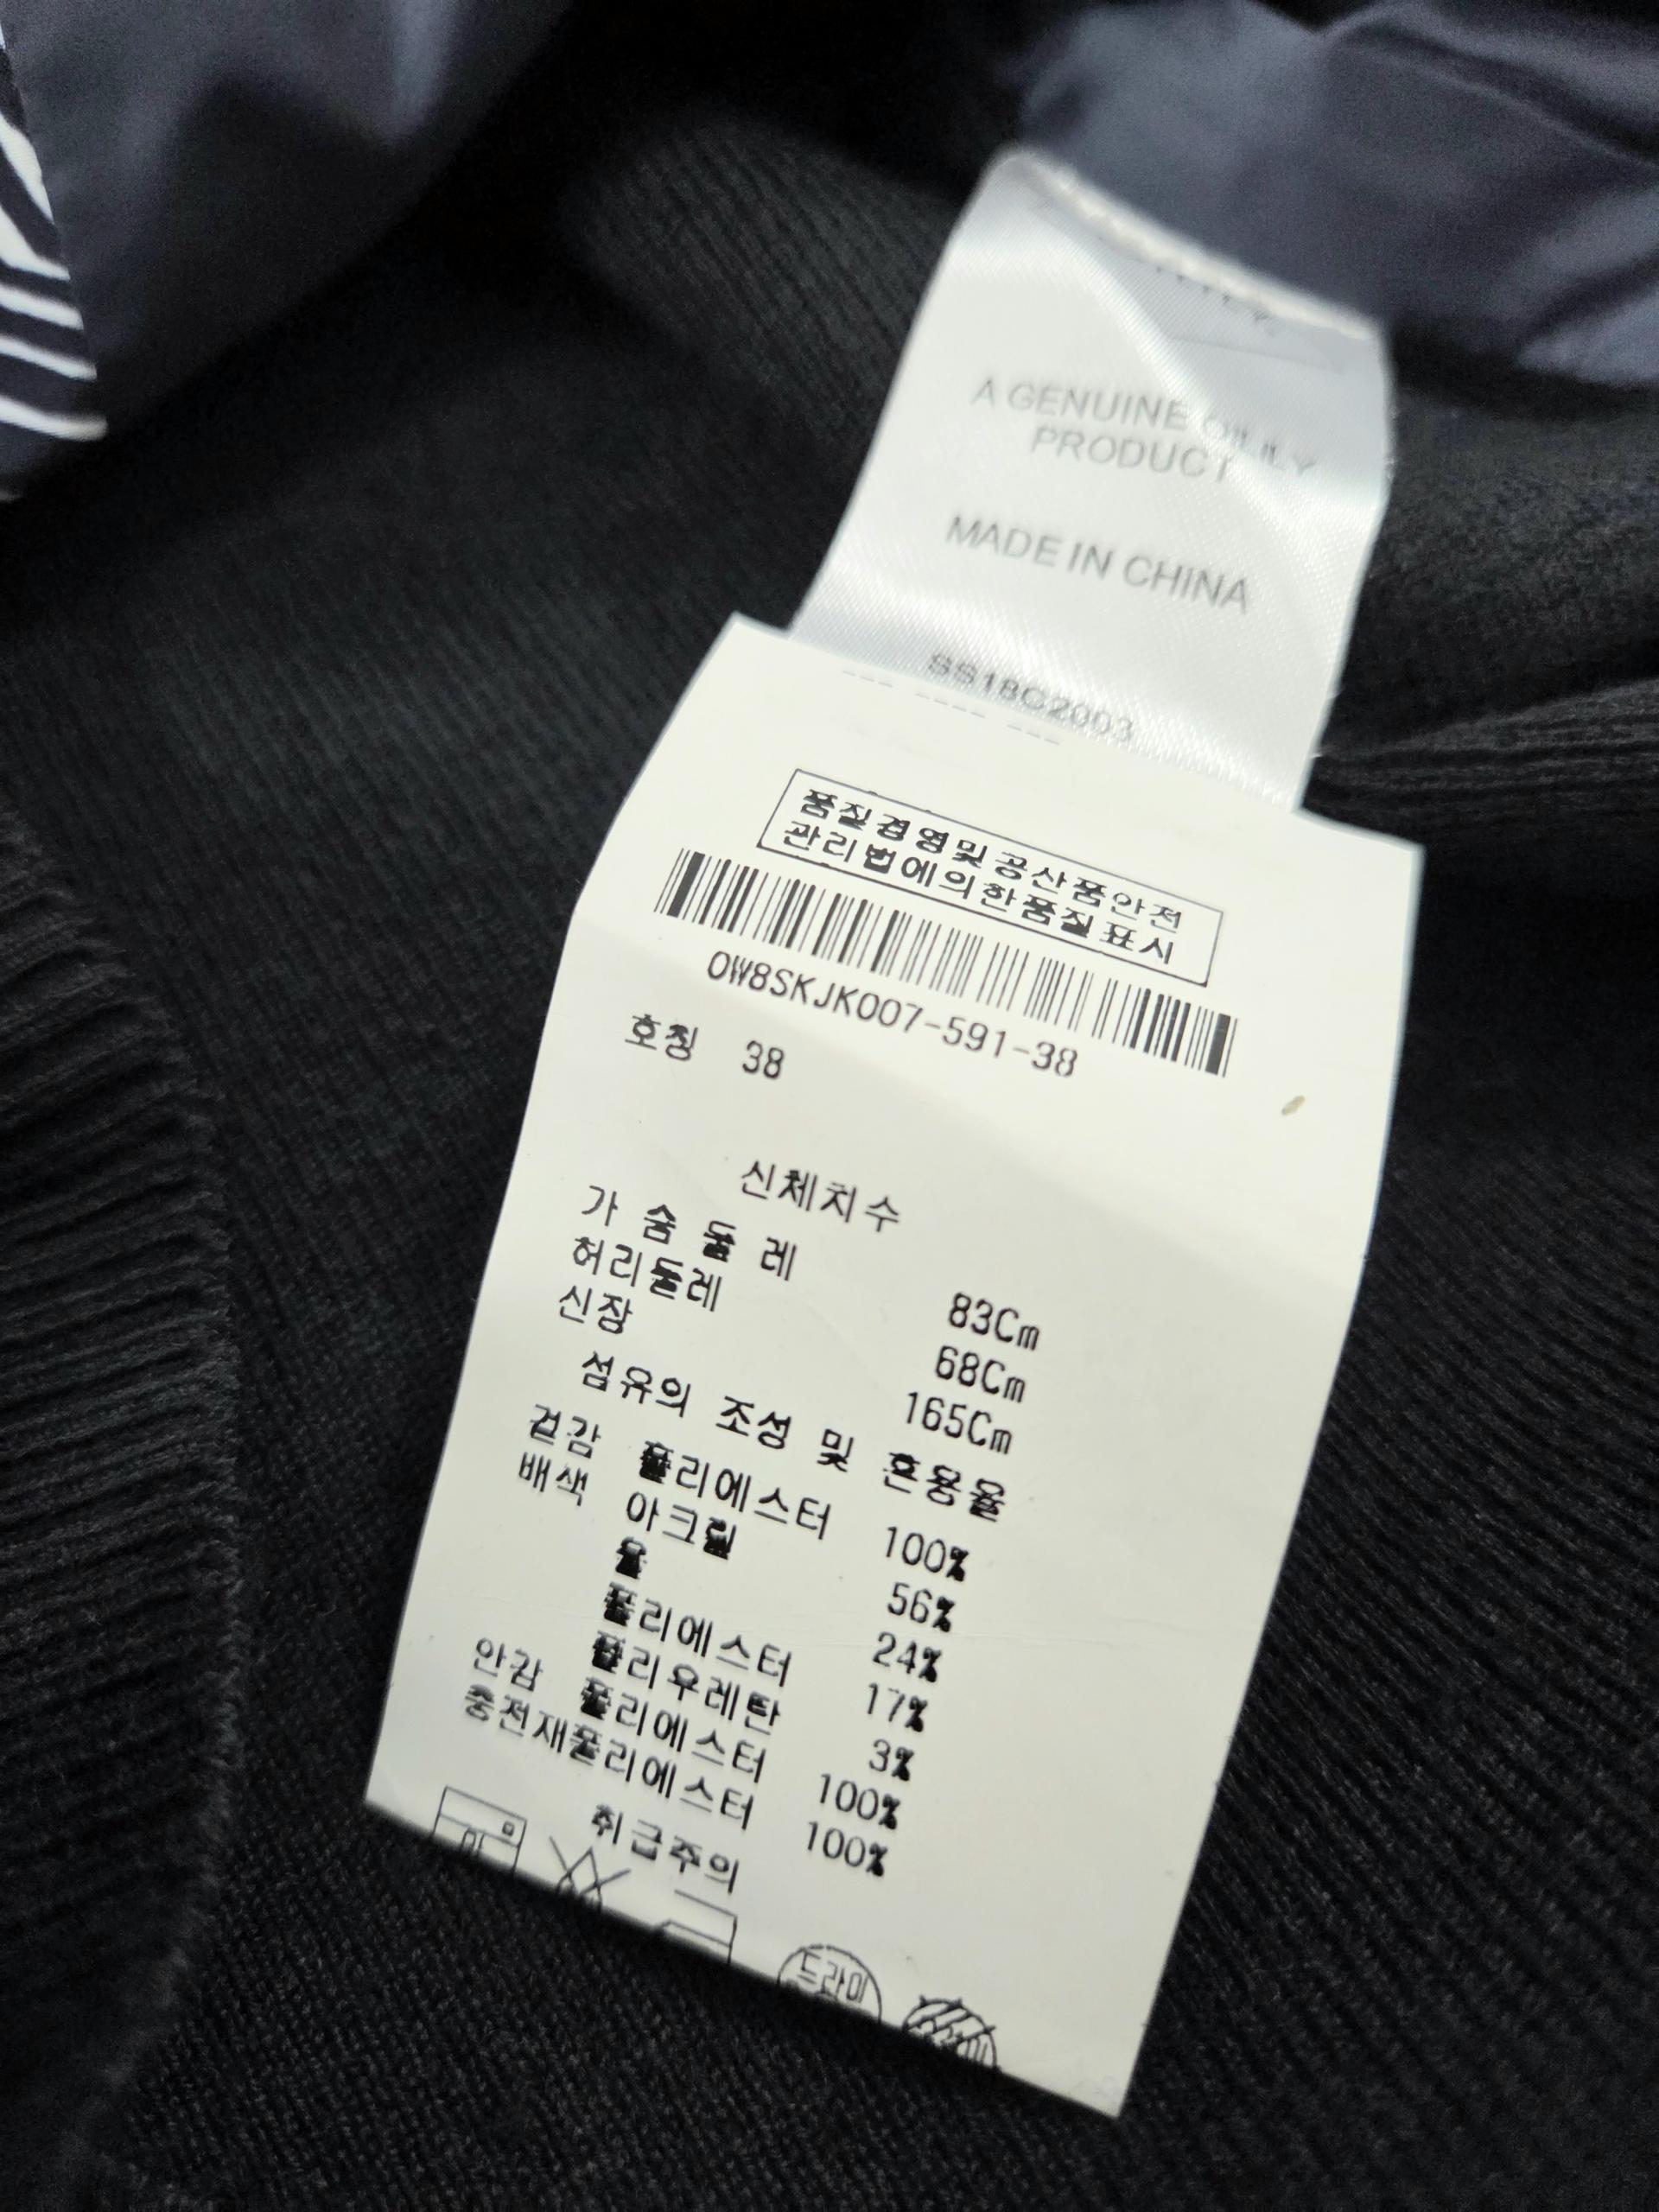 A GENUINE OILILY
PRODUCT
MADE IN CHINA
SS18C2003
품질경영및공산품안전
관리법에의한품질표시
OW8SKJK007-591-38
호칭 38
신체치수
가 슴 둘 레 83Cm
허리둘레 68Cm
신장 165Cm
섬유의 조성 및 혼용율
겉감 폴리에스터 100%
배색 아크릴 56%
울 24%
폴리에스터 17%
폴리우레탄 3%
안감 폴리에스터 100%
충전재폴리에스터 100%
취급주의
드라이